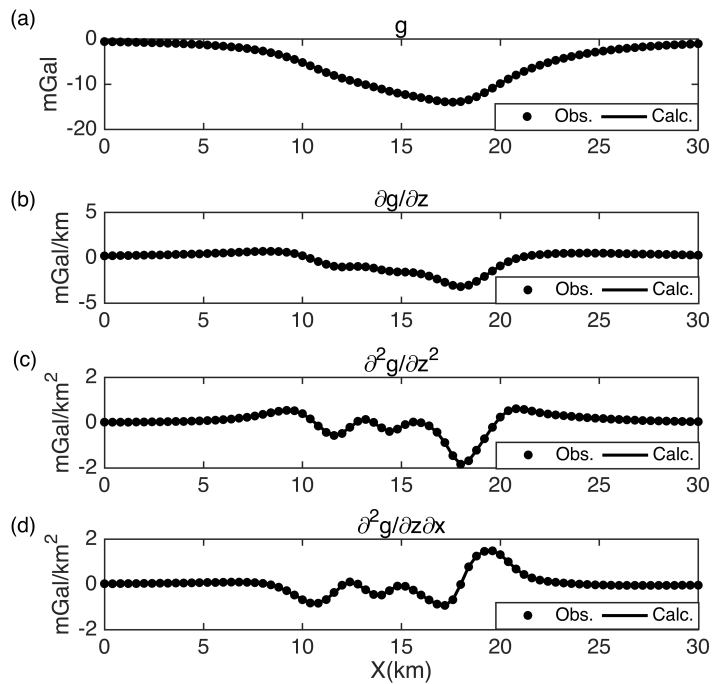 (a)
g
mGal
0
-10
-20
Obs. Calc.
0 5 10 15 20 25 30
(b)
∂g/∂z
mGal/km
5
0
-5
Obs. Calc.
0 5 10 15 20 25 30
(c)
∂²g/∂z²
mGal/km²
2
0
-2
Obs. Calc.
0 5 10 15 20 25 30
(d)
∂²g/∂z∂x
mGal/km²
2
0
-2
Obs. Calc.
0 5 10 15 20 25 30
X(km)